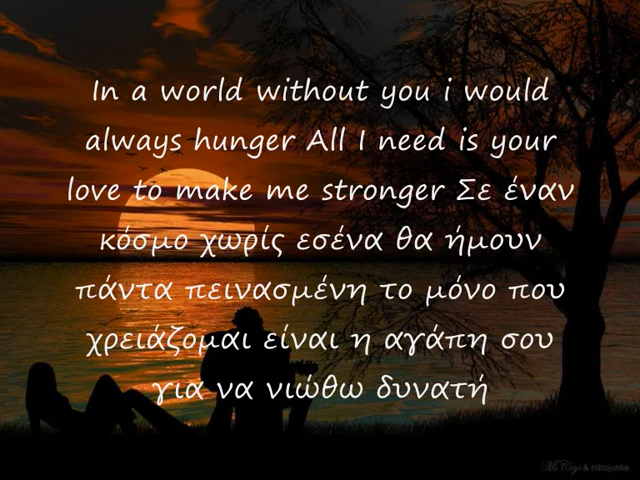 In a world without you i would
always hunger All I need is your
love to make me stronger Σε έναν
κόσμο χωρίς εσένα θα ήμουν
πάντα πεινασμένη το μόνο που
χρειάζομαι είναι η αγάπη σου
για να νιώθω δυνατή
& nitrojunke